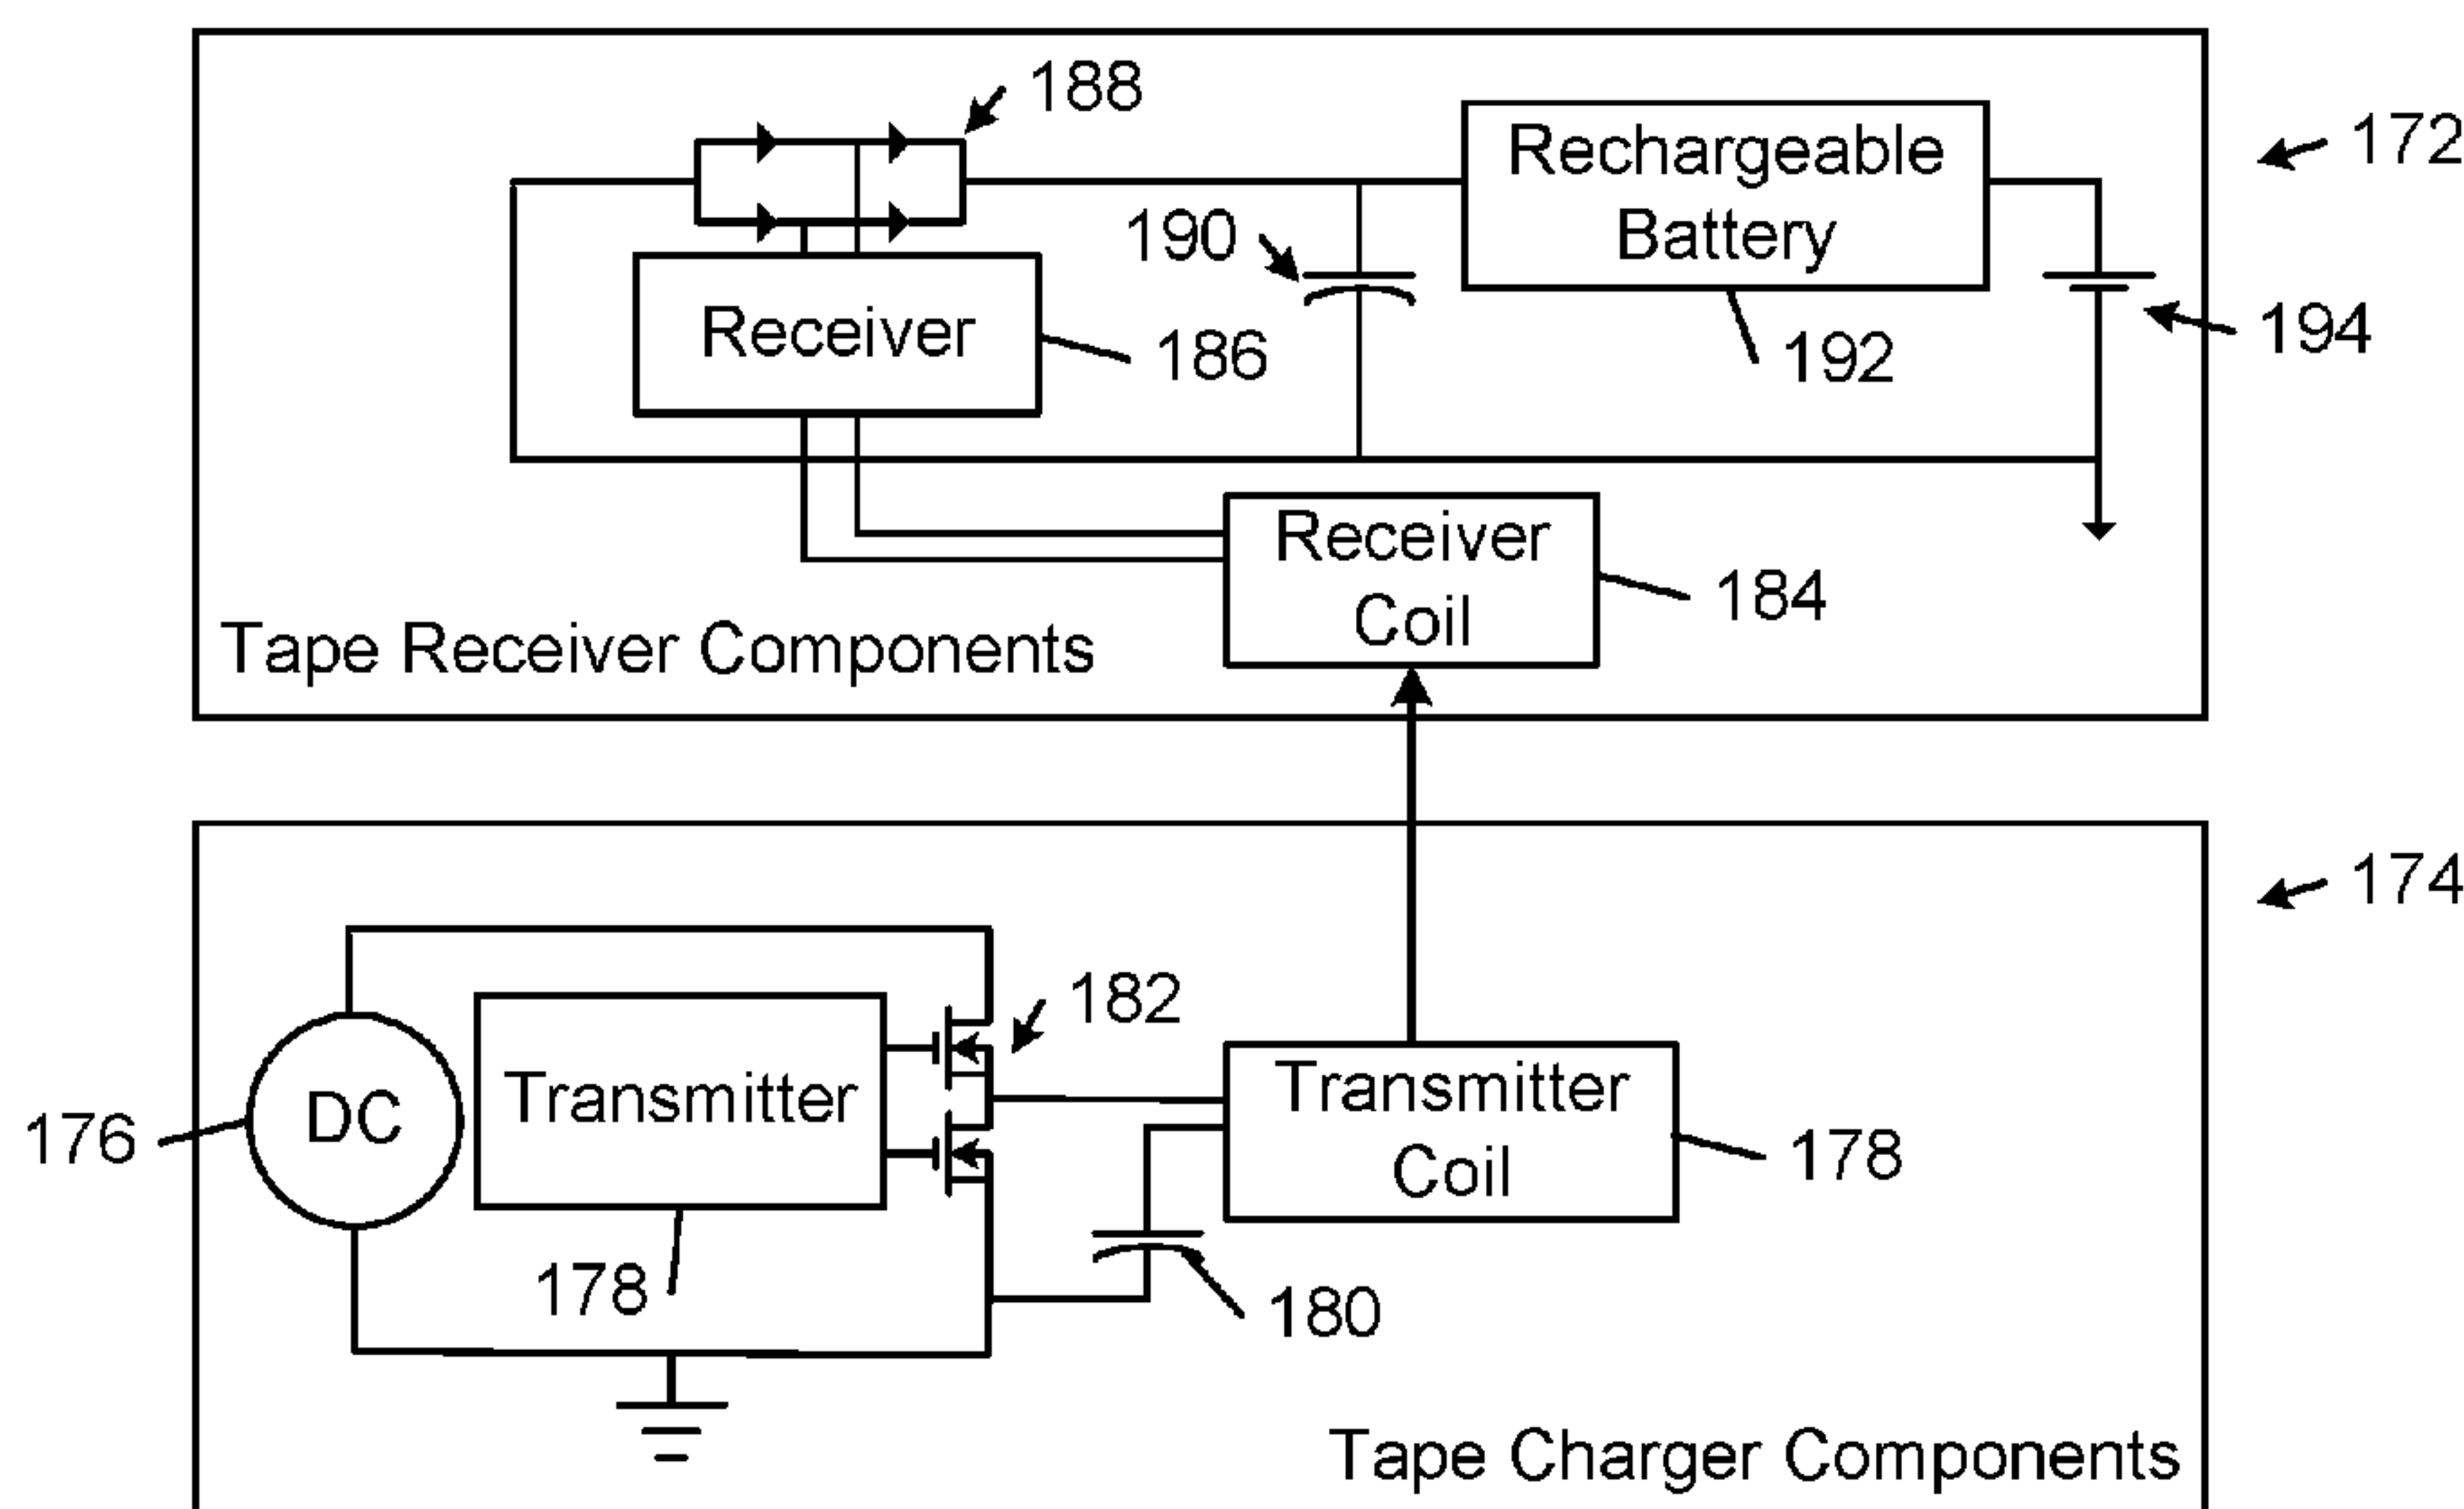 188
172
Rechargeable
Battery
190
Receiver
186
192
194
Receiver
Coil
184
Tape Receiver Components
174
182
DC
Transmitter
Transmitter
Coil
176
178
178
180
Tape Charger Components